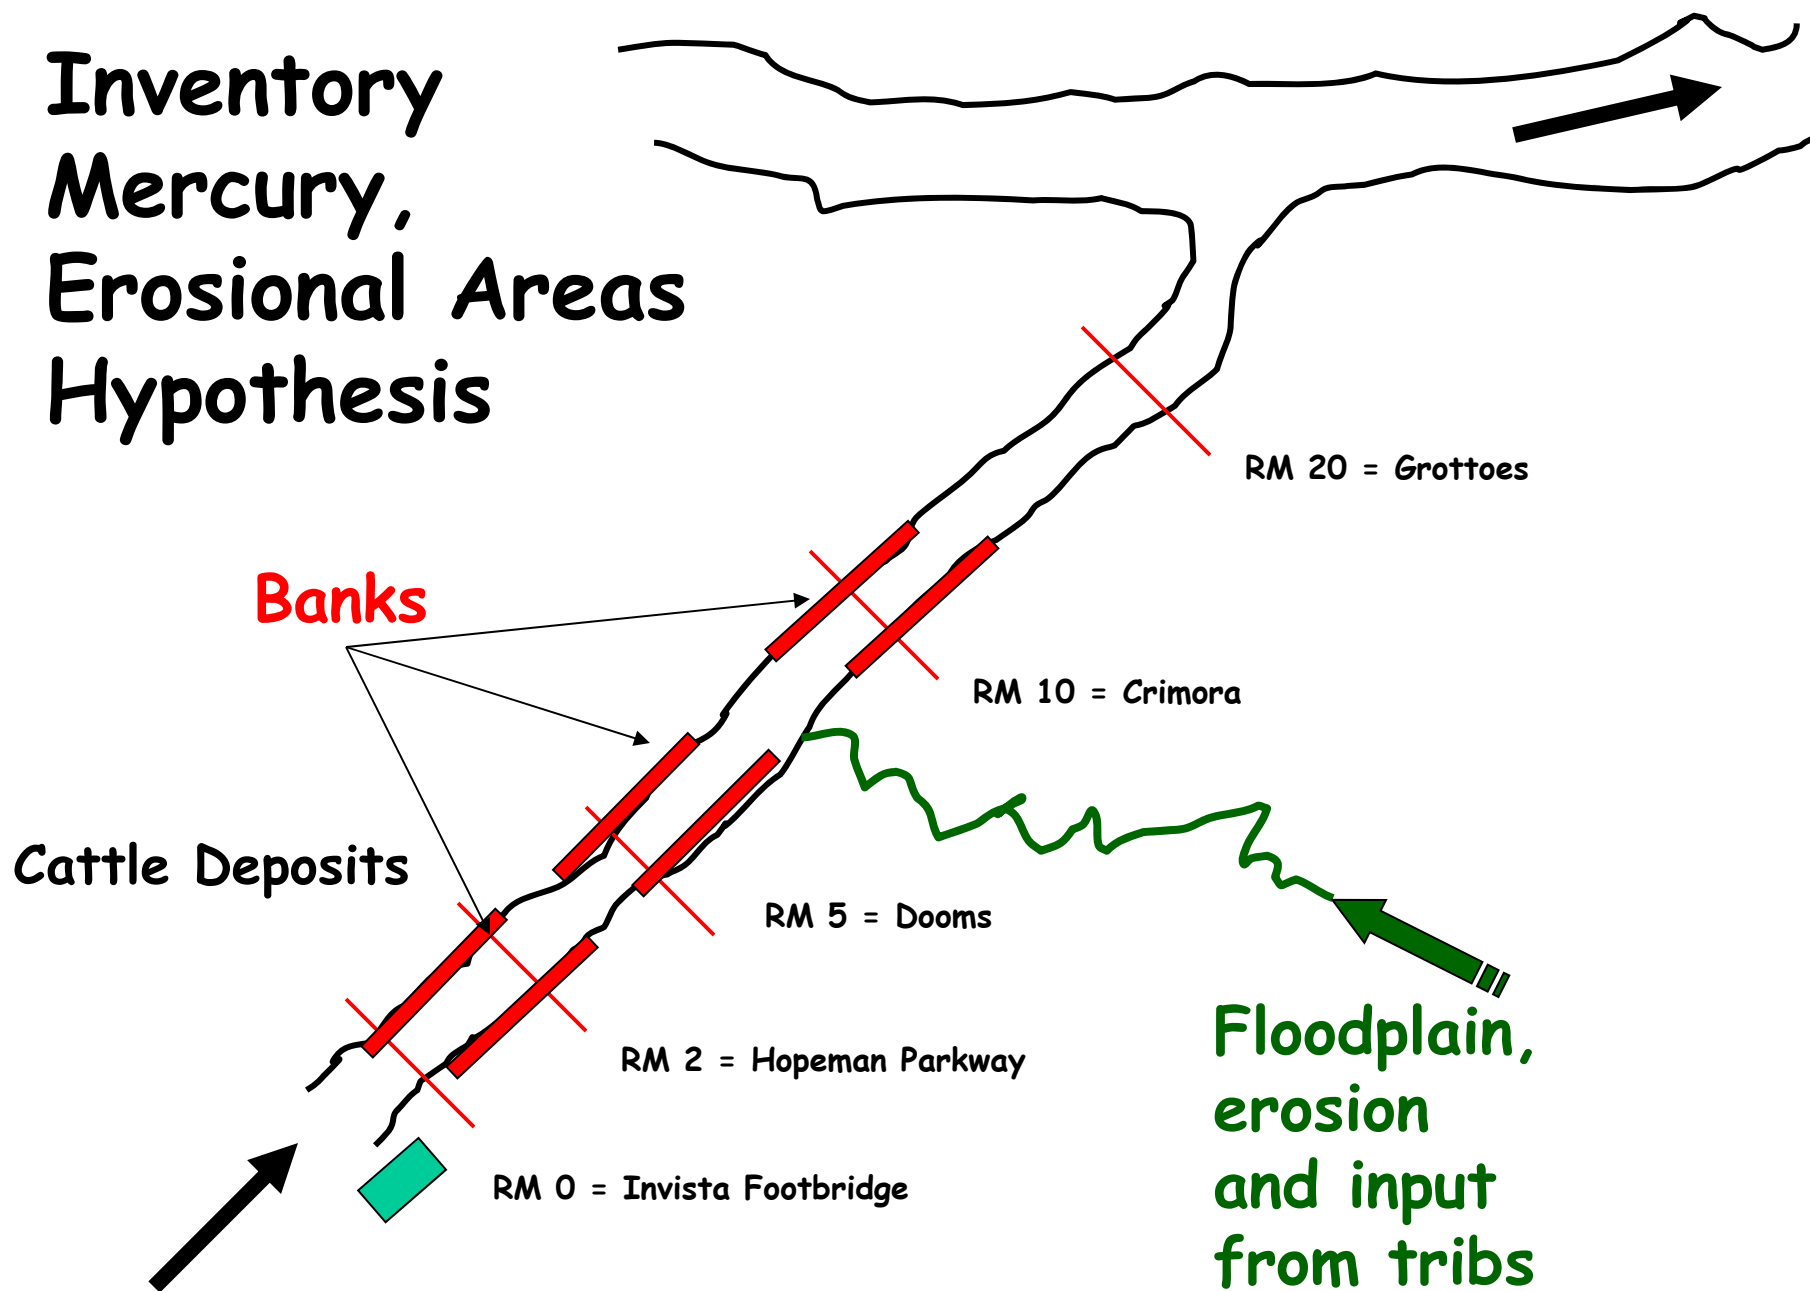 Inventory
Mercury,
Erosional Areas
Hypothesis
RM 20 = Grottoes
Banks
RM 10 = Crimora
Cattle Deposits
RM 5 = Dooms
RM 2 = Hopeman Parkway
RM 0 = Invista Footbridge
Floodplain,
erosion
and input
from tribs